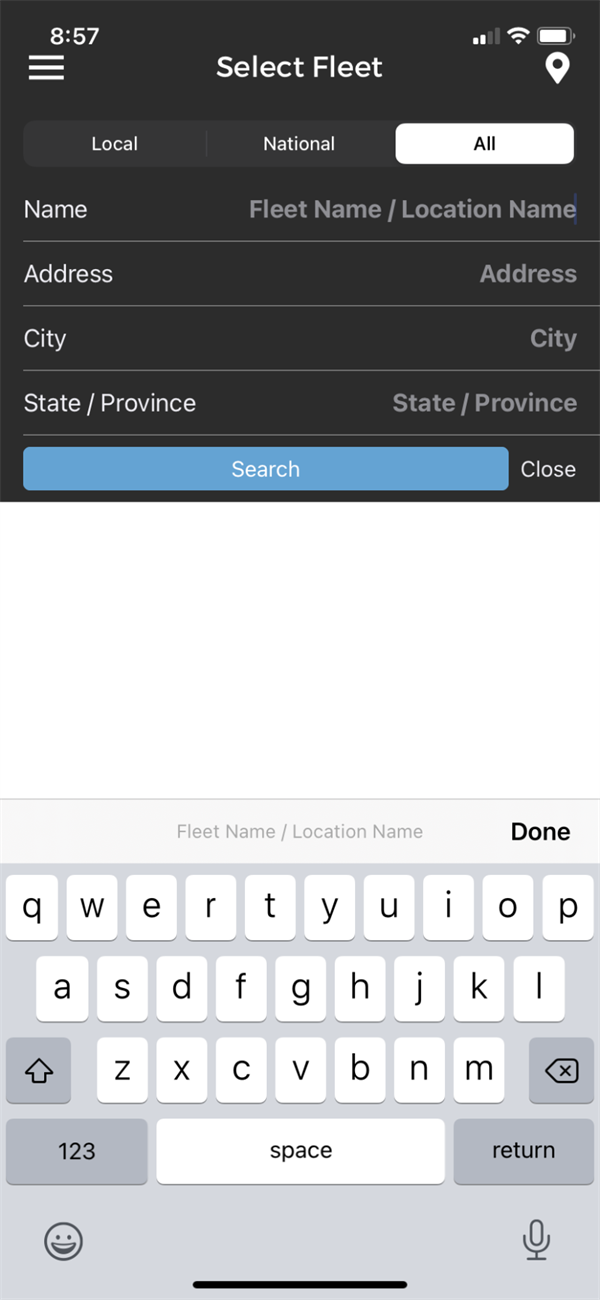 8:57
Select Fleet
Local National All
Name Fleet Name / Location Name
Address Address
City City
State / Province State / Province
Search Close
Fleet Name / Location Name Done
q w e r t y u i o p
a s d f g h j k l
z x c v b n m
123 space return